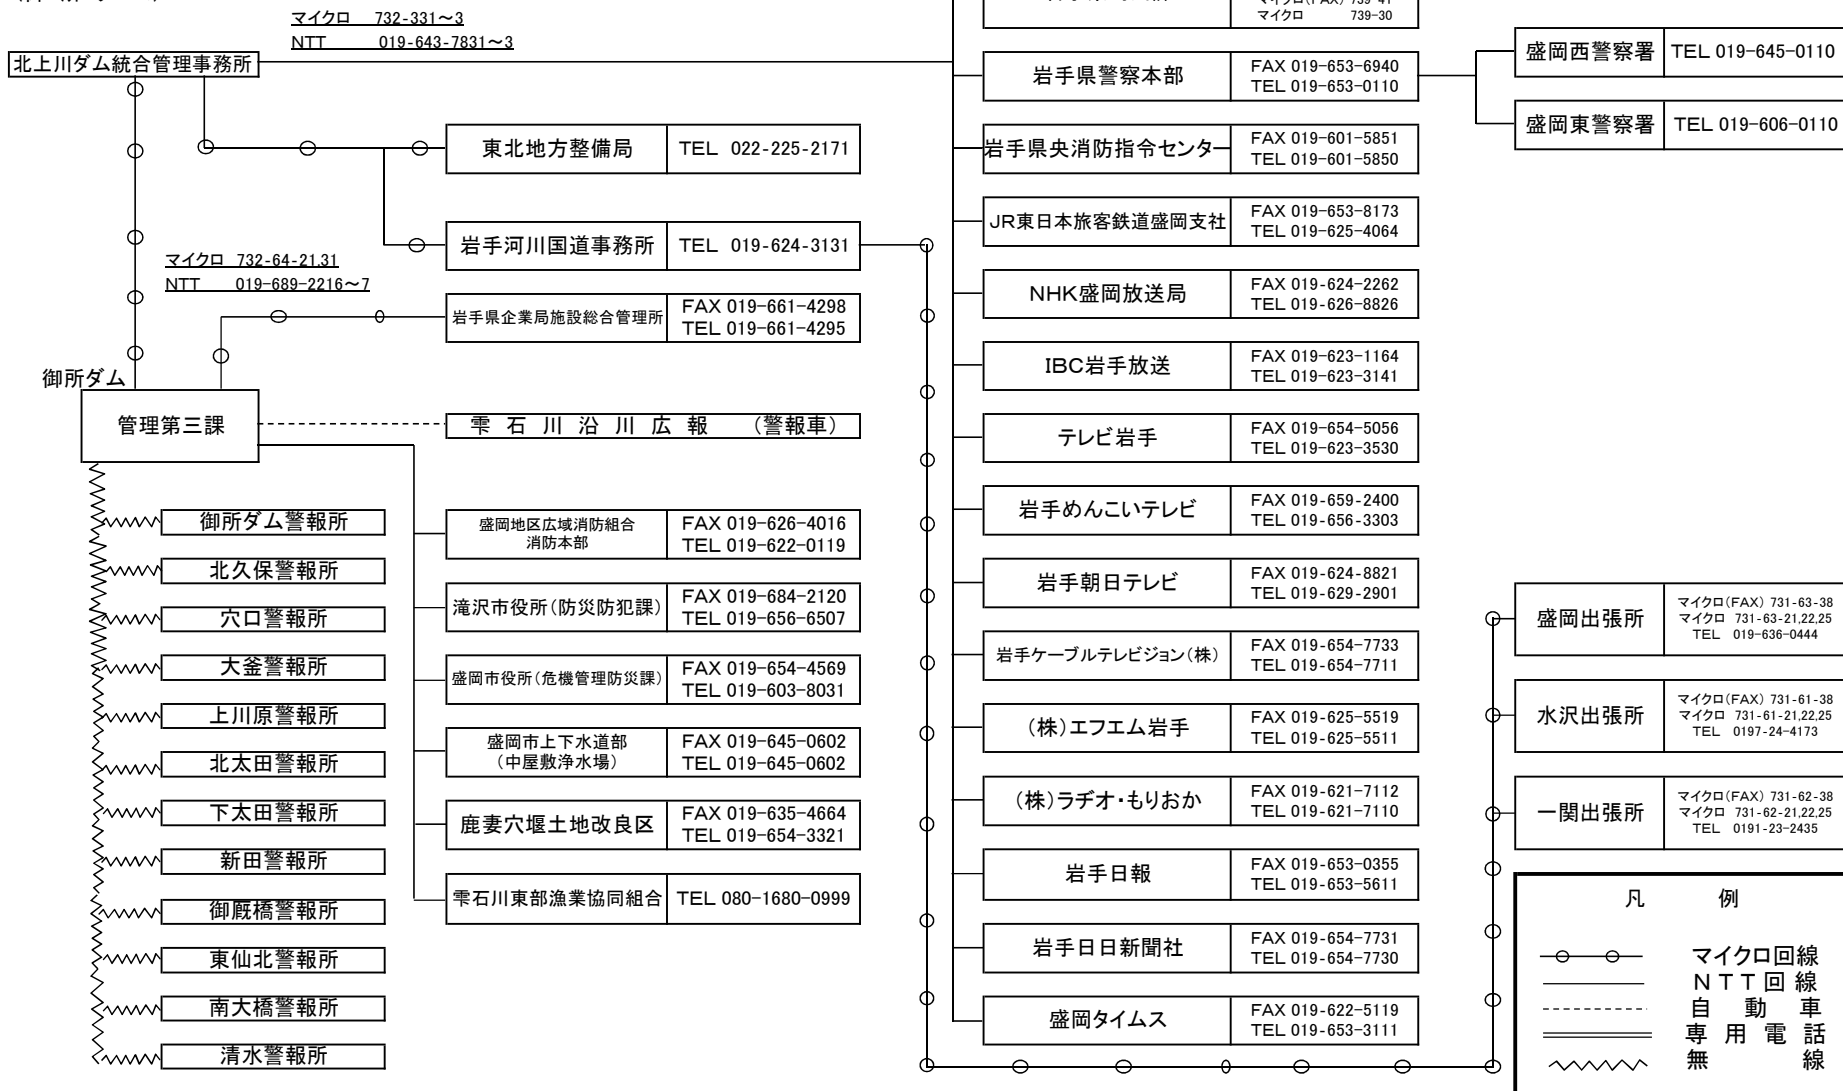 マイクロ 732-331～3
NTT 019-643-7831～3
北上川ダム統合管理事務所
東北地方整備局 TEL 022-225-2171
岩手河川国道事務所 TEL 019-624-3131
マイクロ 732-64-21.31
NTT 019-689-2216～7
岩手県企業局施設総合管理所 FAX 019-661-4298
TEL 019-661-4295
御所ダム
管理第三課
雫石川沿川広報 (警報車)
御所ダム警報所
北久保警報所
穴口警報所
大釜警報所
上川原警報所
北太田警報所
下太田警報所
新田警報所
御厩橋警報所
東仙北警報所
南大橋警報所
清水警報所
盛岡地区広域消防組合
消防本部
FAX 019-626-4016
TEL 019-622-0119
滝沢市役所(防災防犯課)
FAX 019-684-2120
TEL 019-656-6507
盛岡市役所(危機管理防災課)
FAX 019-654-4569
TEL 019-603-8031
盛岡市上下水道部
(中屋敷浄水場)
FAX 019-645-0602
TEL 019-645-0602
鹿妻穴堰土地改良区
FAX 019-635-4664
TEL 019-654-3321
雫石川東部漁業協同組合 TEL 080-1680-0999
マイクロ 739-30
岩手県警察本部
FAX 019-653-6940
TEL 019-653-0110
岩手県央消防指令センター
FAX 019-601-5851
TEL 019-601-5850
JR東日本旅客鉄道盛岡支社
FAX 019-653-8173
TEL 019-625-4064
NHK盛岡放送局
FAX 019-624-2262
TEL 019-626-8826
IBC岩手放送
FAX 019-623-1164
TEL 019-623-3141
テレビ岩手
FAX 019-654-5056
TEL 019-623-3530
岩手めんこいテレビ
FAX 019-659-2400
TEL 019-656-3303
岩手朝日テレビ
FAX 019-624-8821
TEL 019-629-2901
岩手ケーブルテレビジョン(株)
FAX 019-654-7733
TEL 019-654-7711
(株)エフエム岩手
FAX 019-625-5519
TEL 019-625-5511
(株)ラヂオ・もりおか
FAX 019-621-7112
TEL 019-621-7110
岩手日報
FAX 019-653-0355
TEL 019-653-5611
岩手日日新聞社
FAX 019-654-7731
TEL 019-654-7730
盛岡タイムス
FAX 019-622-5119
TEL 019-653-3111
盛岡西警察署 TEL 019-645-0110
盛岡東警察署 TEL 019-606-0110
盛岡出張所
マイクロ(FAX) 731-63-38
マイクロ 731-63-21,22,25
TEL 019-636-0444
水沢出張所
マイクロ(FAX) 731-61-38
マイクロ 731-61-21,22,25
TEL 0197-24-4173
一関出張所
マイクロ(FAX) 731-62-38
マイクロ 731-62-21,22,25
TEL 0191-23-2435
凡例
マイクロ回線
NTT回線
自動車
専用電話
無線